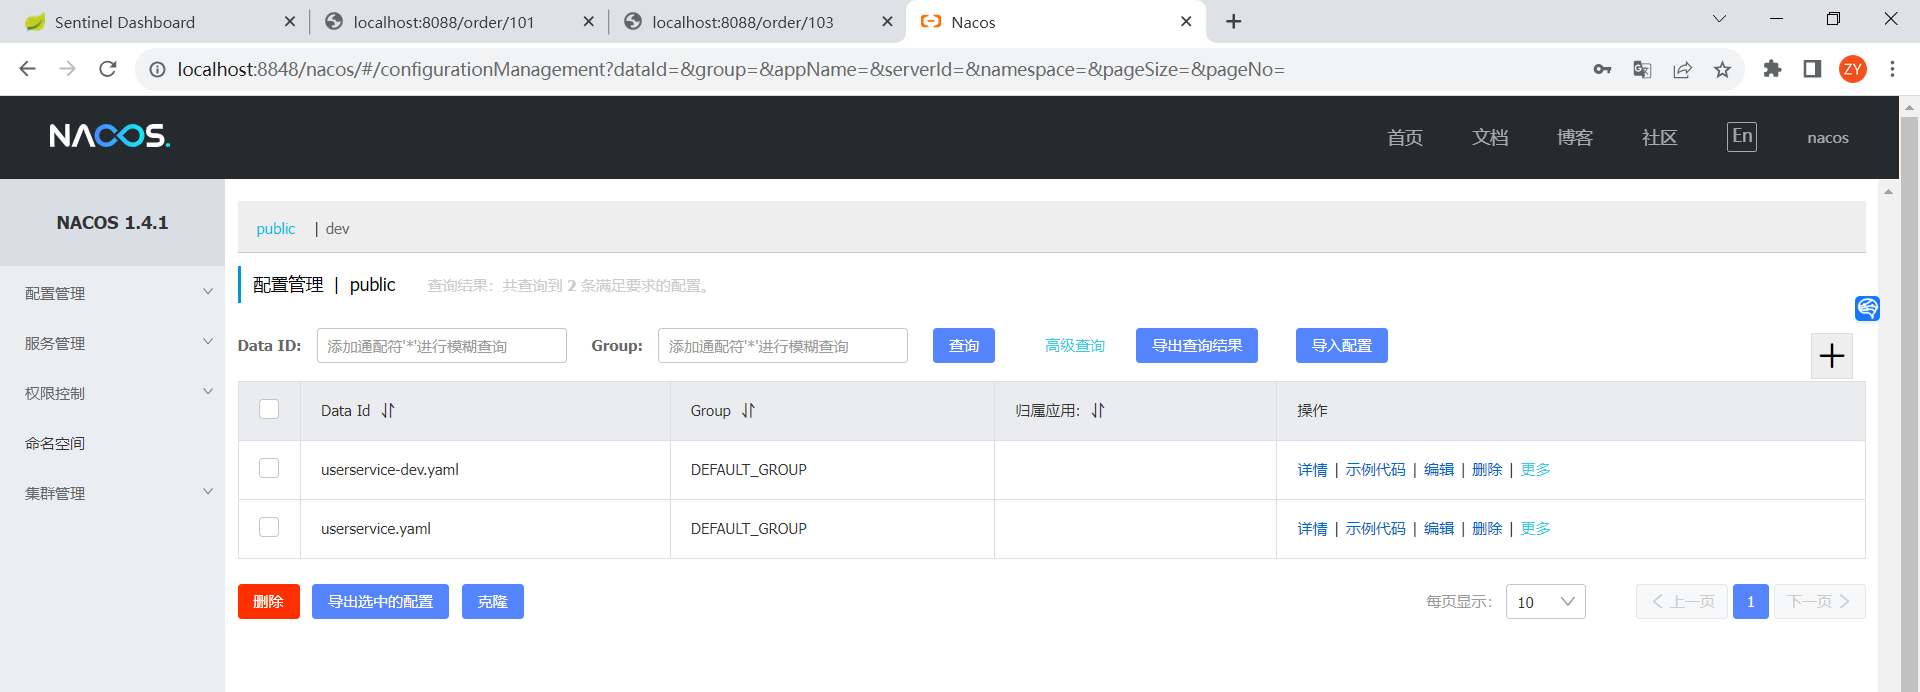 Sentinel Dashboard localhost:8088/order/101 localhost:8088/order/103 Nacos
localhost:8848/nacos/#/configurationManagement?dataId=&group=&appName=&serverId=&namespace=&pageSize=&pageNo= ZY
NACOS. 首页 文档 博客 社区 En nacos
NACOS 1.4.1
配置管理
服务管理
权限控制
命名空间
集群管理
public | dev
配置管理 | public 查询结果：共查询到 2 条满足要求的配置。
Data ID: 添加通配符'*'进行模糊查询 Group: 添加通配符'*'进行模糊查询 查询 高级查询 导出查询结果 导入配置
Data Id Group 归属应用: 操作
userservice-dev.yaml DEFAULT_GROUP 详情 | 示例代码 | 编辑 | 删除 | 更多
userservice.yaml DEFAULT_GROUP 详情 | 示例代码 | 编辑 | 删除 | 更多
删除 导出选中的配置 克隆 每页显示: 10 上一页 1 下一页